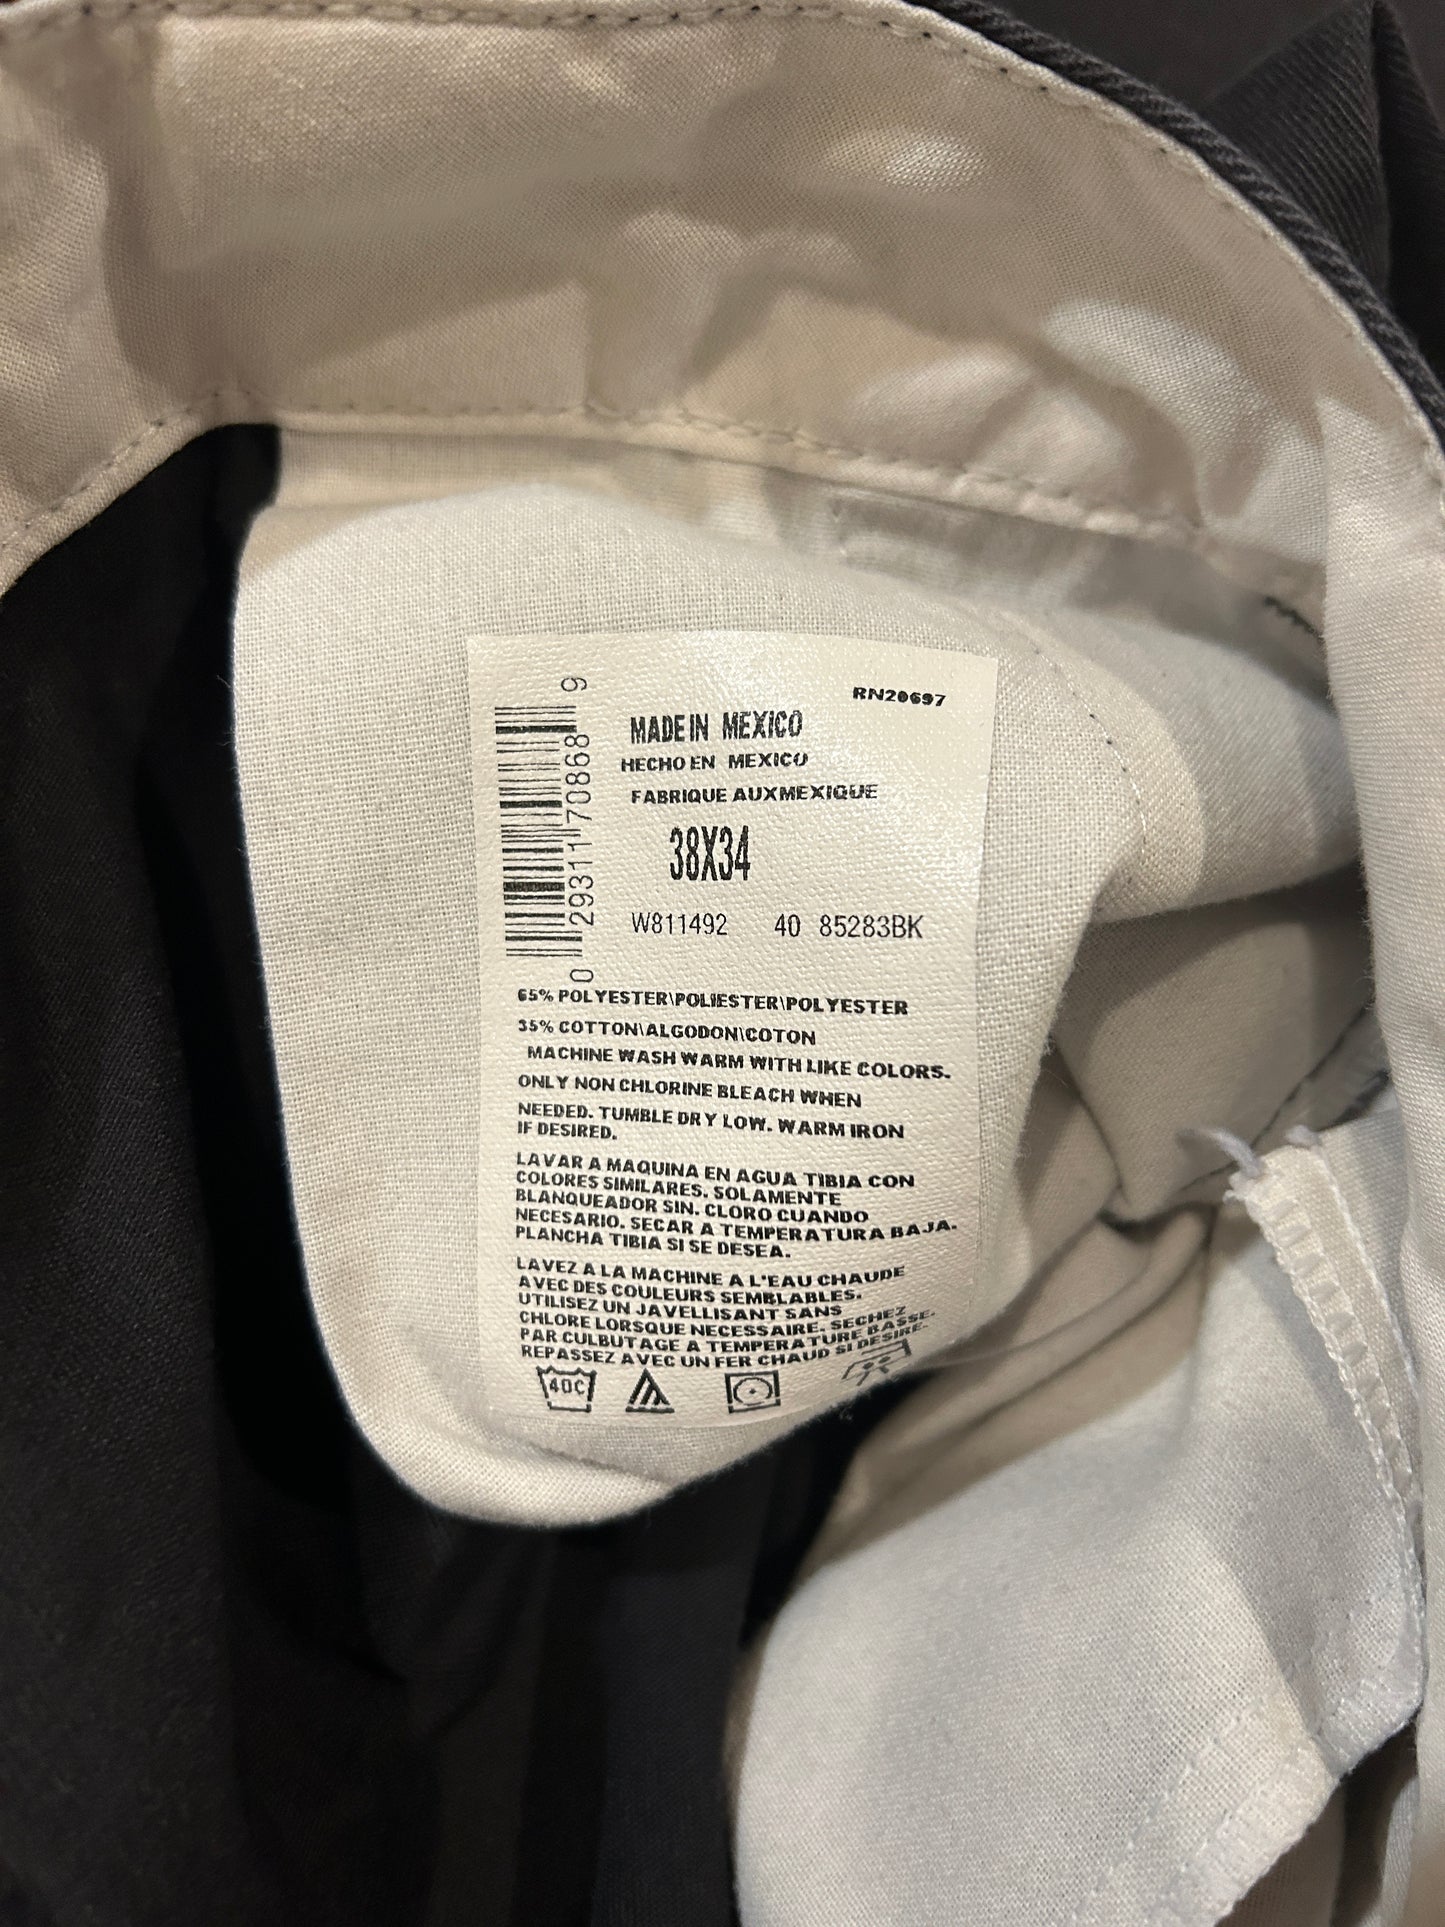 RN20697
MADE IN MEXICO
HECHO EN MEXICO
FABRIQUE AUXMEXIQUE
38X34
W811492 40 85283BK
0 29311 70868 9
65% POLYESTER\POLIESTER\POLYESTER
35% COTTON\ALGODON\COTON
MACHINE WASH WARM WITH LIKE COLORS.
ONLY NON CHLORINE BLEACH WHEN
NEEDED. TUMBLE DRY LOW. WARM IRON
IF DESIRED.
LAVAR A MAQUINA EN AGUA TIBIA CON
COLORES SIMILARES. SOLAMENTE
BLANQUEADOR SIN. CLORO CUANDO
NECESARIO. SECAR A TEMPERATURA BAJA.
PLANCHA TIBIA SI SE DESEA.
LAVEZ A LA MACHINE A L'EAU CHAUDE
AVEC DES COULEURS SEMBLABLES.
UTILISEZ UN JAVELLISANT SANS
CHLORE LORSQUE NECESSAIRE. SECHEZ
PAR CULBUTAGE A TEMPERATURE BASSE.
REPASSEZ AVEC UN FER CHAUD SI DESIRE.
40C